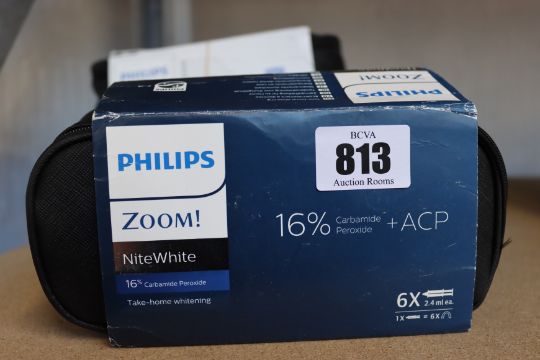 PHILIPS
ZOOM!
PHILIPS
BCVA
813
Auction Rooms
PHILIPS
ZOOM!
NiteWhite
16% Carbamide Peroxide
Take-home whitening
16% Carbamide
Peroxide
+ACP
6X 2.4 ml ea.
1X = 6X